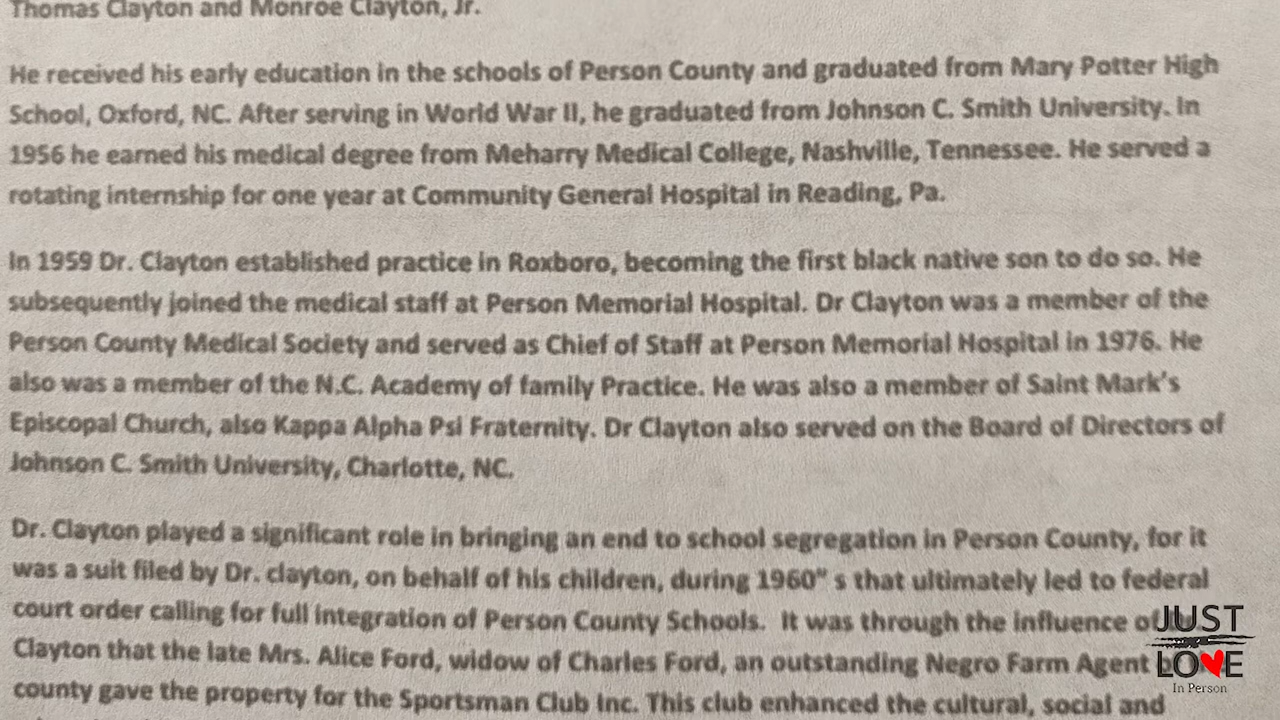 Thomas Clayton and Monroe Clayton, Jr.
He received his early education in the schools of Person County and graduated from Mary Potter High
School, Oxford, NC. After serving in World War II, he graduated from Johnson C. Smith University. In
1956 he earned his medical degree from Meharry Medical College, Nashville, Tennessee. He served a
rotating internship for one year at Community General Hospital in Reading, Pa.
In 1959 Dr. Clayton established practice in Roxboro, becoming the first black native son to do so. He
subsequently joined the medical staff at Person Memorial Hospital. Dr Clayton was a member of the
Person County Medical Society and served as Chief of Staff at Person Memorial Hospital in 1976. He
also was a member of the N.C. Academy of family Practice. He was also a member of Saint Mark's
Episcopal Church, also Kappa Alpha Psi Fraternity. Dr Clayton also served on the Board of Directors of
Johnson C. Smith University, Charlotte, NC.
Dr. Clayton played a significant role in bringing an end to school segregation in Person County, for it
was a suit filed by Dr. clayton, on behalf of his children, during 1960" s that ultimately led to federal
court order calling for full integration of Person County Schools. It was through the influence
Clayton that the late Mrs. Alice Ford, widow of Charles Ford, an outstanding Negro Farm Agent
county gave the property for the Sportsman Club Inc. This club enhanced the cultural, social and
JUST
LOVE
In Person